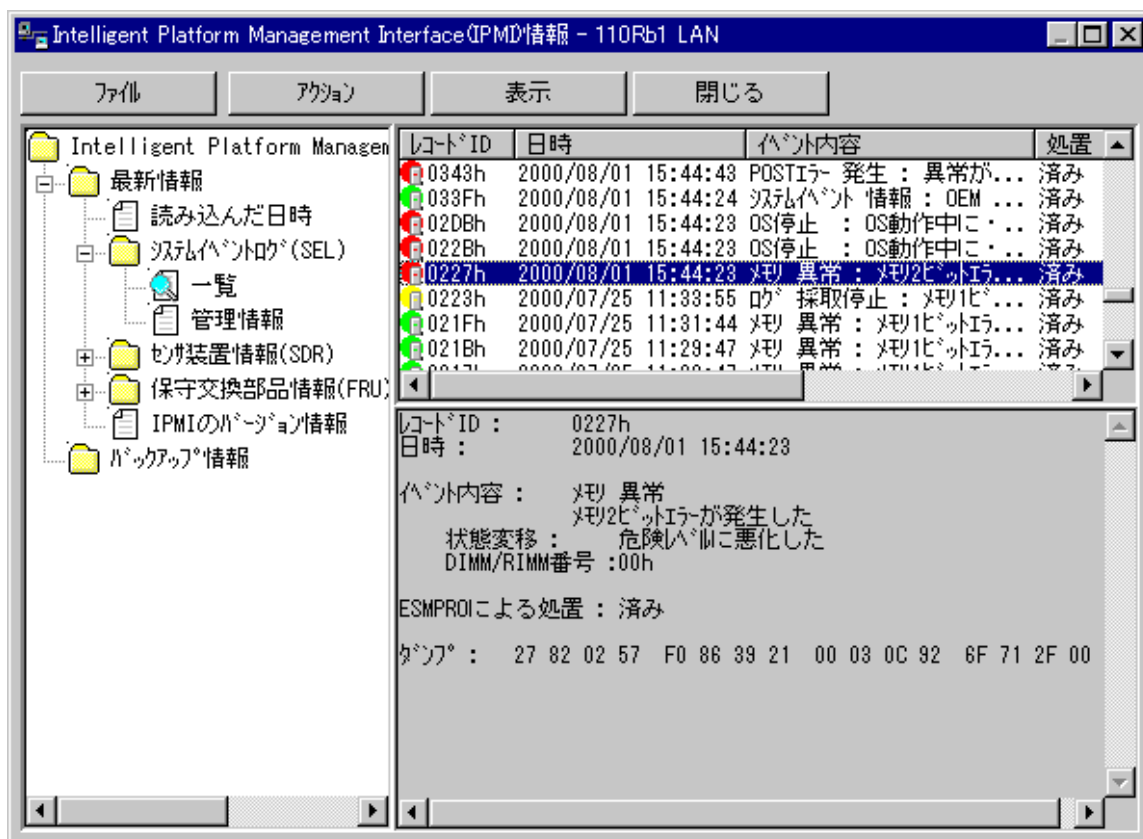 Intelligent Platform Management Interface(IPMI)情報 - 110Rb1 LAN
ﾌｧｲﾙ ｱｸｼｮﾝ 表示 閉じる
Intelligent Platform Managem
最新情報
読み込んだ日時
ｼｽﾃﾑｲﾍﾞﾝﾄﾛｸﾞ(SEL)
一覧
管理情報
ｾﾝｻ装置情報(SDR)
保守交換部品情報(FRU)
IPMIのﾊﾞｰｼﾞｮﾝ情報
ﾊﾞｯｸｱｯﾌﾟ情報
ﾚｺｰﾄﾞID 日時 ｲﾍﾞﾝﾄ内容 処置
0343h 2000/08/01 15:44:43 POSTｴﾗｰ 発生 : 異常が... 済み
033Fh 2000/08/01 15:44:24 ｼｽﾃﾑｲﾍﾞﾝﾄ 情報 : OEM ... 済み
02DBh 2000/08/01 15:44:23 OS停止 : OS動作中に・.. 済み
022Bh 2000/08/01 15:44:23 OS停止 : OS動作中に・.. 済み
0227h 2000/08/01 15:44:23 ﾒﾓﾘ 異常 : ﾒﾓﾘ2ﾋﾞｯﾄｴﾗ... 済み
0223h 2000/07/25 11:33:55 ﾛｸﾞ 採取停止 : ﾒﾓﾘ1ﾋﾞ... 済み
021Fh 2000/07/25 11:31:44 ﾒﾓﾘ 異常 : ﾒﾓﾘ1ﾋﾞｯﾄｴﾗ... 済み
021Bh 2000/07/25 11:29:47 ﾒﾓﾘ 異常 : ﾒﾓﾘ1ﾋﾞｯﾄｴﾗ... 済み
ﾚｺｰﾄﾞID : 0227h
日時 : 2000/08/01 15:44:23
ｲﾍﾞﾝﾄ内容 : ﾒﾓﾘ 異常
ﾒﾓﾘ2ﾋﾞｯﾄｴﾗｰが発生した
状態変移 : 危険ﾚﾍﾞﾙに悪化した
DIMM/RIMM番号 :00h
ESMPROによる処置 : 済み
ﾀﾞﾝﾌﾟ : 27 82 02 57 F0 86 39 21 00 03 0C 92 6F 71 2F 00